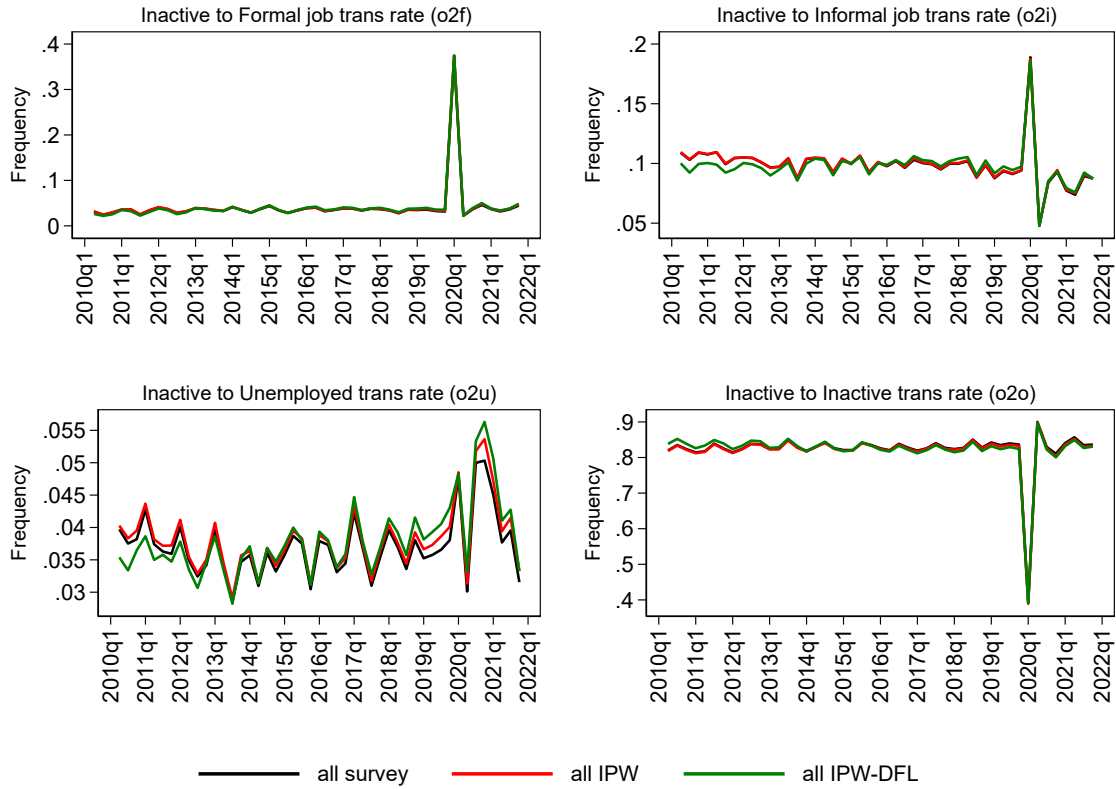 Inactive to Formal job trans rate (o2f)
Frequency
.4
.3
.2
.1
0
2010q1
2011q1
2012q1
2013q1
2014q1
2015q1
2016q1
2017q1
2018q1
2019q1
2020q1
2021q1
2022q1
Inactive to Informal job trans rate (o2i)
Frequency
.2
.15
.1
.05
2010q1
2011q1
2012q1
2013q1
2014q1
2015q1
2016q1
2017q1
2018q1
2019q1
2020q1
2021q1
2022q1
Inactive to Unemployed trans rate (o2u)
Frequency
.055
.05
.045
.04
.035
.03
2010q1
2011q1
2012q1
2013q1
2014q1
2015q1
2016q1
2017q1
2018q1
2019q1
2020q1
2021q1
2022q1
Inactive to Inactive trans rate (o2o)
Frequency
.9
.8
.7
.6
.5
.4
2010q1
2011q1
2012q1
2013q1
2014q1
2015q1
2016q1
2017q1
2018q1
2019q1
2020q1
2021q1
2022q1
all survey
all IPW
all IPW-DFL